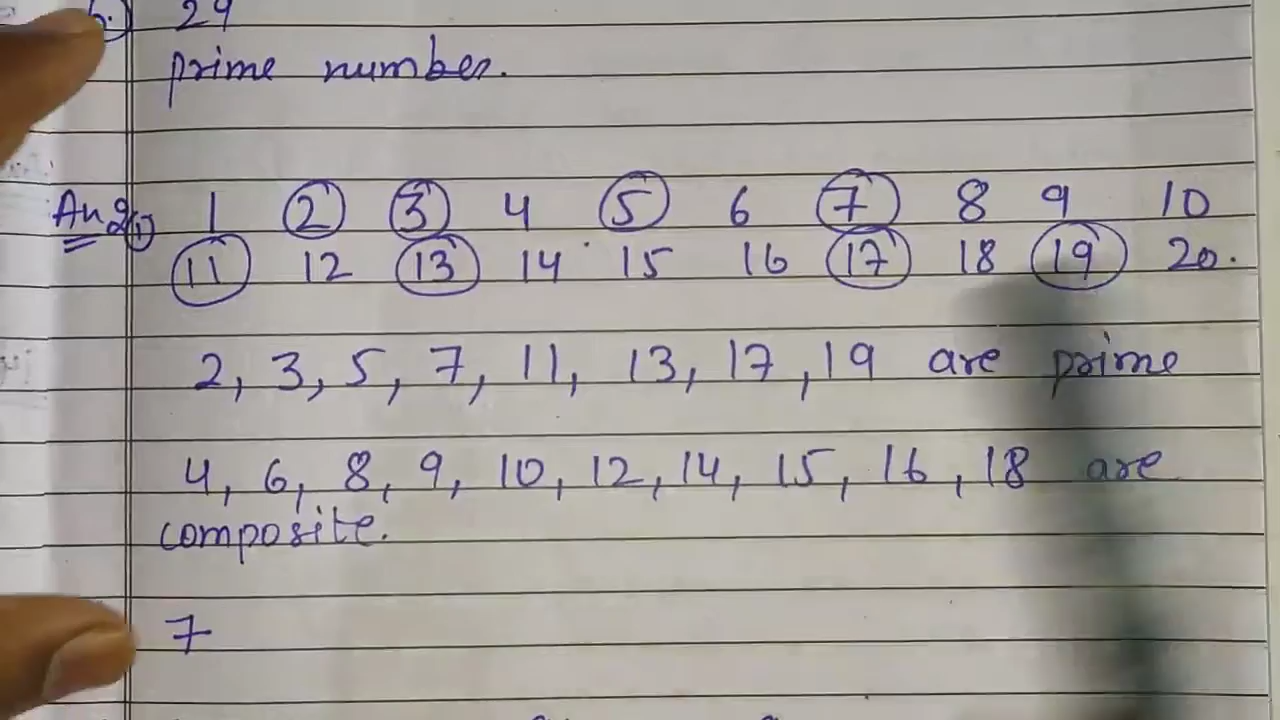 29
prime number.
Ans 2(i) 1 2 3 4 5 6 7 8 9 10
11 12 13 14 15 16 17 18 19 20.
2, 3, 5, 7, 11, 13, 17, 19 are prime
4, 6, 8, 9, 10, 12, 14, 15, 16, 18 are
composite.
7